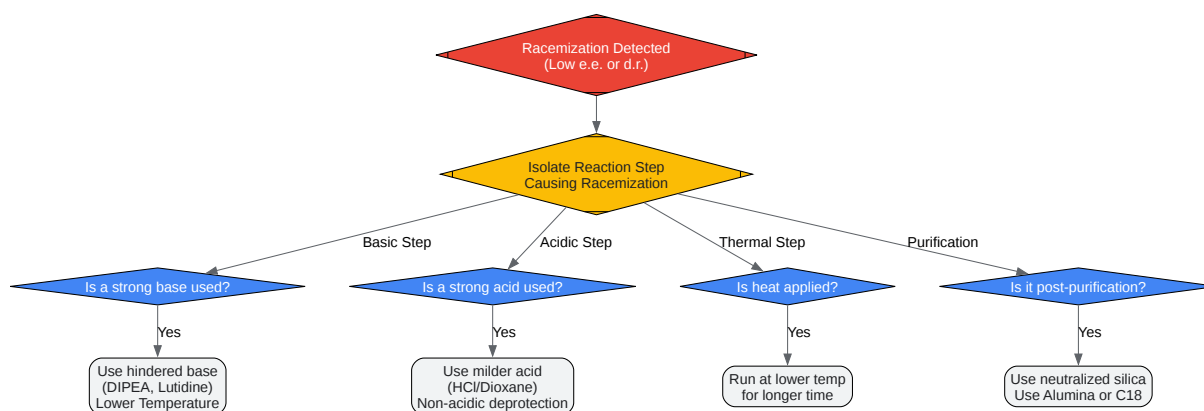 Racemization Detected
(Low e.e. or d.r.)
Isolate Reaction Step
Causing Racemization
Basic Step
Acidic Step
Thermal Step
Purification
Is a strong base used?
Is a strong acid used?
Is heat applied?
Is it post-purification?
Yes
Yes
Yes
Yes
Use hindered base
(DIPEA, Lutidine)
Lower Temperature
Use milder acid
(HCl/Dioxane)
Non-acidic deprotection
Run at lower temp
for longer time
Use neutralized silica
Use Alumina or C18